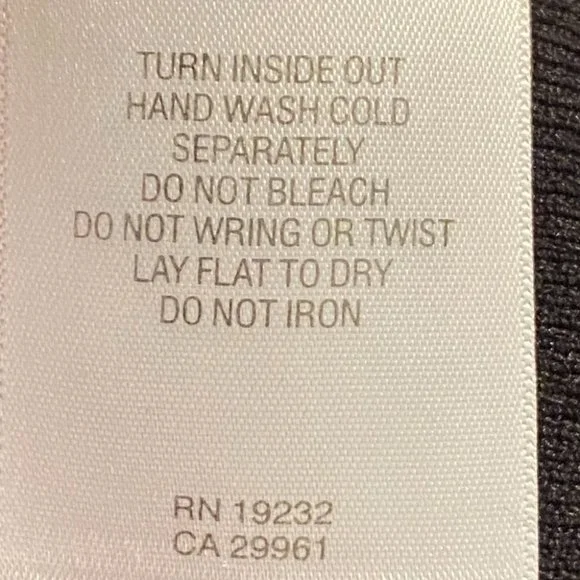 TURN INSIDE OUT
HAND WASH COLD
SEPARATELY
DO NOT BLEACH
DO NOT WRING OR TWIST
LAY FLAT TO DRY
DO NOT IRON
RN 19232
CA 29961